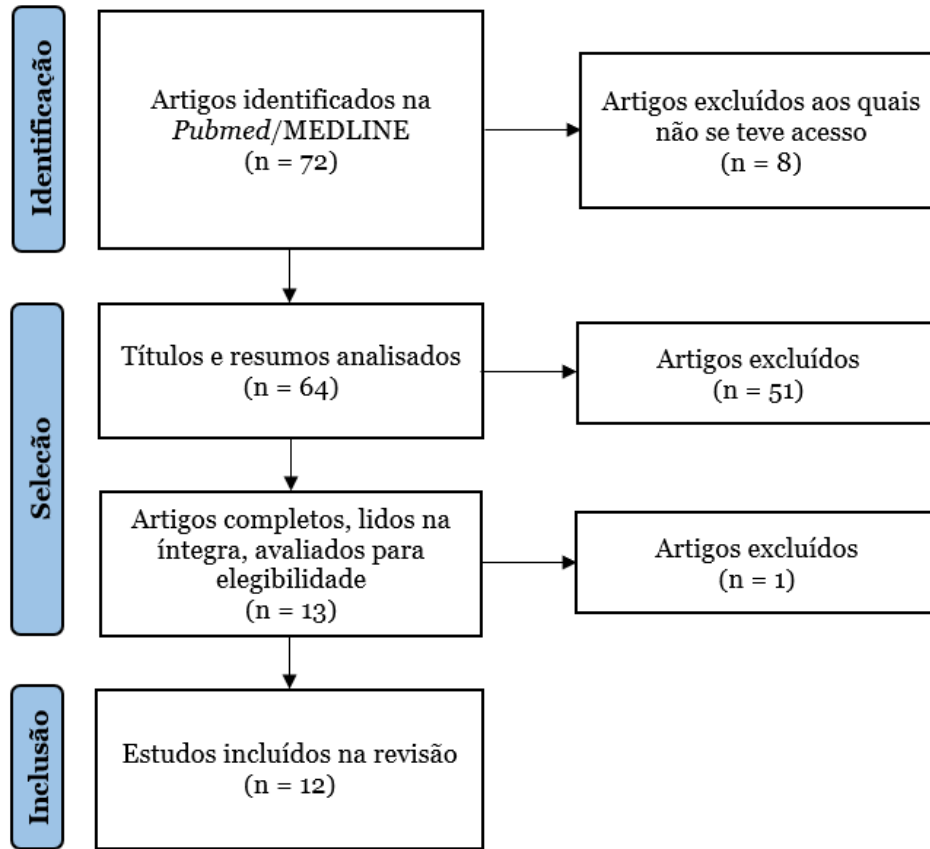 Identificação
Artigos identificados na
Pubmed/MEDLINE
(n = 72)
Artigos excluídos aos quais
não se teve acesso
(n = 8)
Seleção
Títulos e resumos analisados
(n = 64)
Artigos excluídos
(n = 51)
Artigos completos, lidos na
íntegra, avaliados para
elegibilidade
(n = 13)
Artigos excluídos
(n = 1)
Inclusão
Estudos incluídos na revisão
(n = 12)